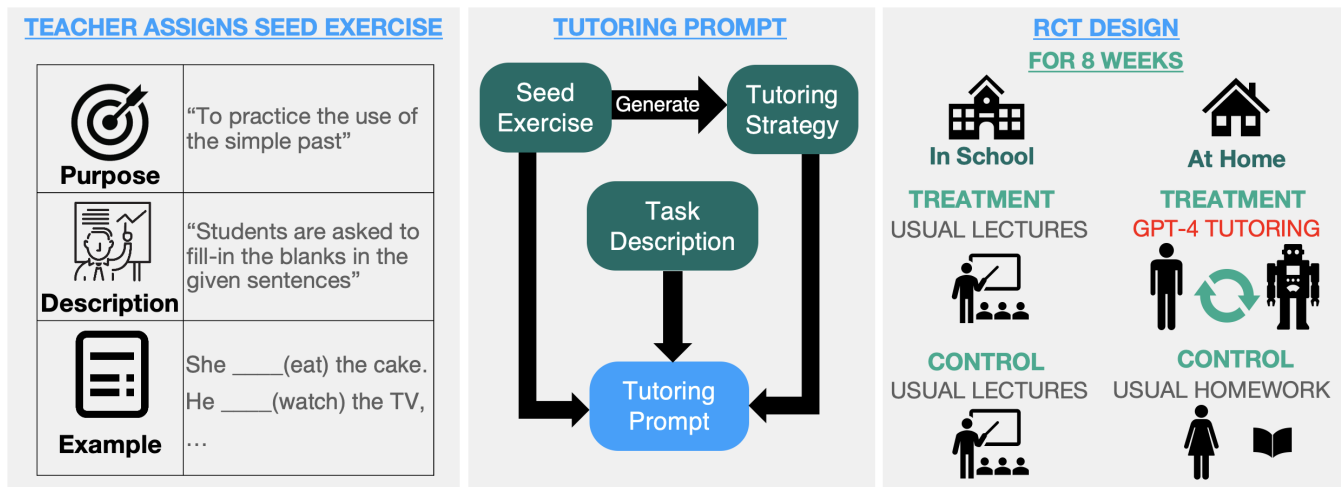 TEACHER ASSIGNS SEED EXERCISE
Purpose
“To practice the use of
the simple past”
Description
“Students are asked to
fill-in the blanks in the
given sentences”
Example
She ____(eat) the cake.
He ____(watch) the TV,
...
TUTORING PROMPT
Seed
Exercise
Generate
Tutoring
Strategy
Task
Description
Tutoring
Prompt
RCT DESIGN
FOR 8 WEEKS
In School
At Home
TREATMENT
USUAL LECTURES
TREATMENT
GPT-4 TUTORING
CONTROL
USUAL LECTURES
CONTROL
USUAL HOMEWORK